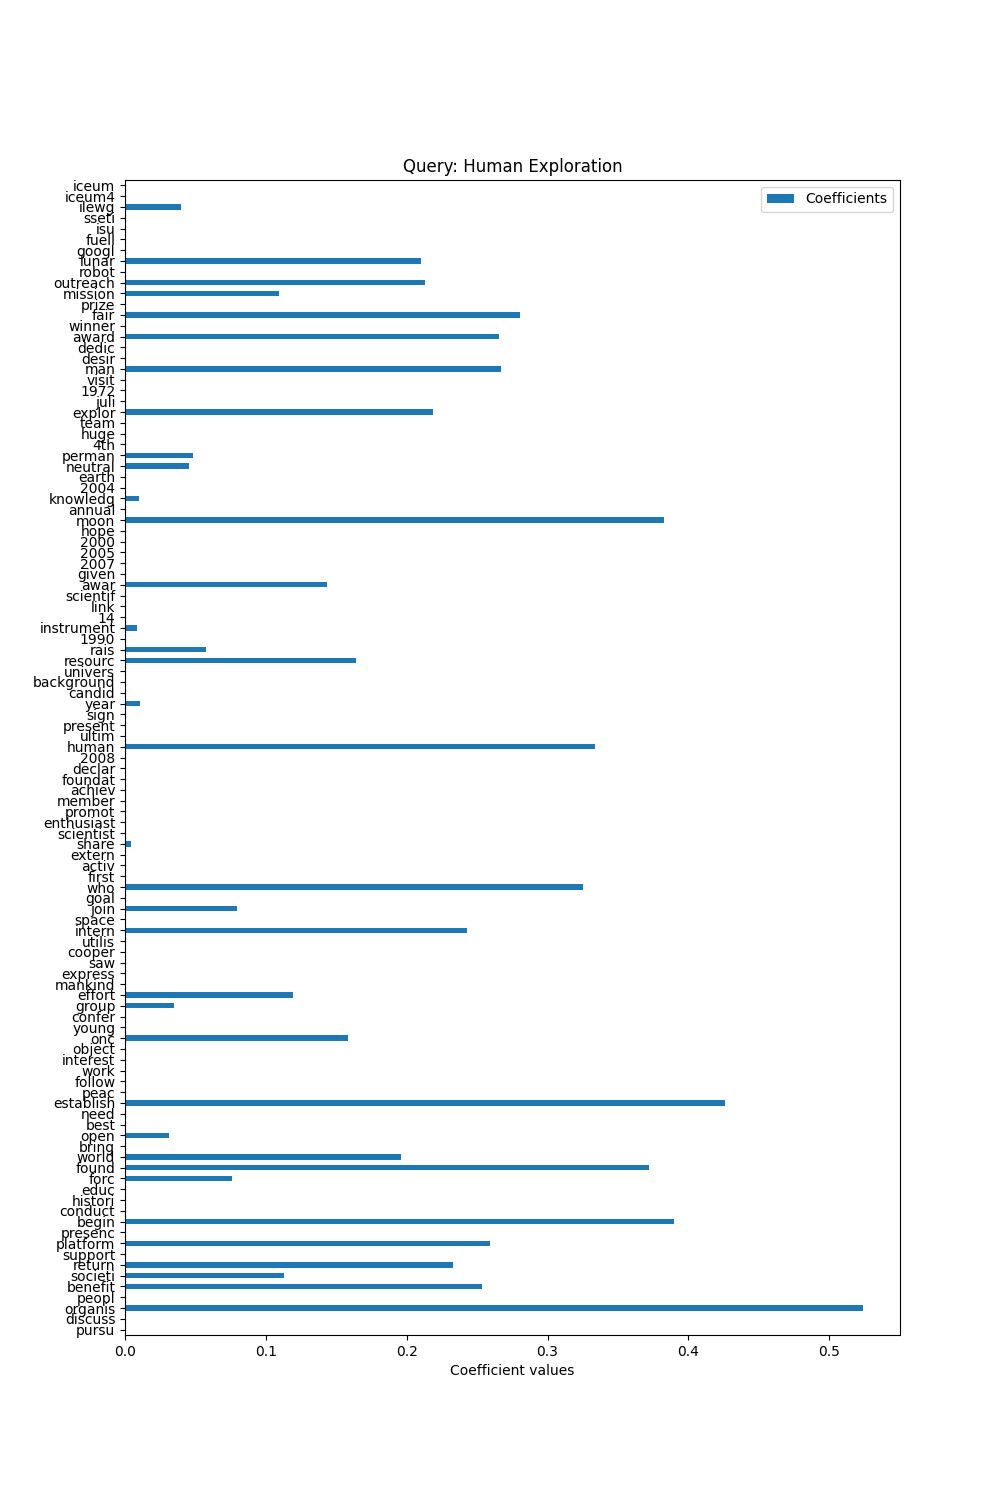 Query: Human Exploration
Coefficients
iceum
iceum4
ilewg
sseti
isu
fuell
googl
lunar
robot
outreach
mission
prize
fair
winner
award
dedic
desir
man
visit
1972
juli
explor
team
huge
4th
perman
neutral
earth
2004
knowledg
annual
moon
hope
2000
2005
2007
given
awar
scientif
link
14
instrument
1990
rais
resourc
univers
background
candid
year
sign
present
ultim
human
2008
declar
foundat
achiev
member
promot
enthusiast
scientist
share
extern
activ
first
who
goal
join
space
intern
utilis
cooper
saw
express
mankind
effort
group
confer
young
onc
object
interest
work
follow
peac
establish
need
best
open
bring
world
found
forc
educ
histori
conduct
begin
presenc
platform
support
return
societi
benefit
peopl
organis
discuss
pursu
0.0 0.1 0.2 0.3 0.4 0.5
Coefficient values